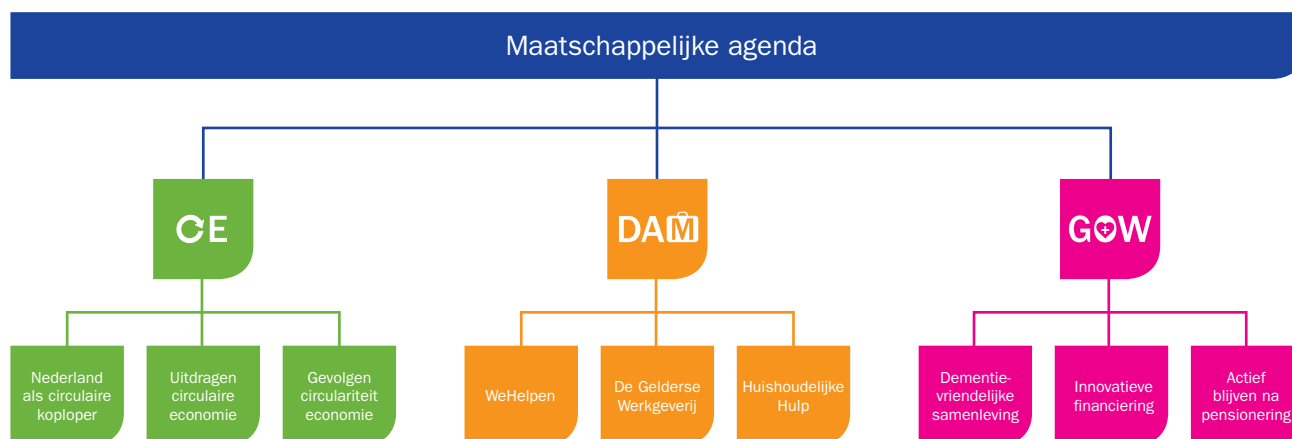 Maatschappelijke agenda
CE
DAM
GOW
Nederland
als circulaire
koploper
Uitdragen
circulaire
economie
Gevolgen
circulariteit
economie
WeHelpen
De Gelderse
Werkgeverij
Huishoudelijke
Hulp
Dementie-
vriendelijke
samenleving
Innovatieve
financiering
Actief
blijven na
pensionering